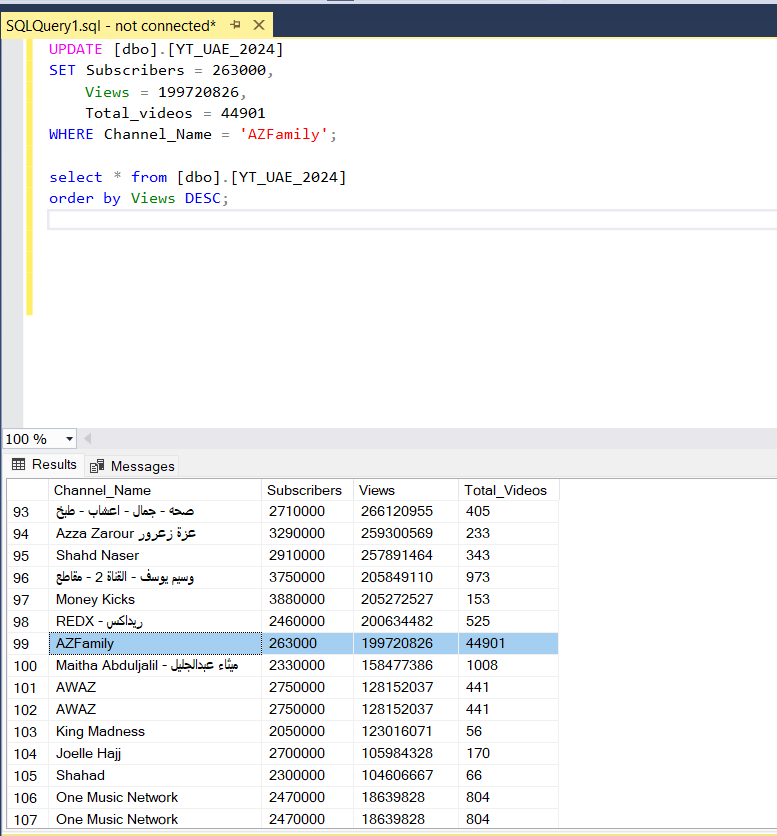 SQLQuery1.sql - not connected*
UPDATE [dbo].[YT_UAE_2024]
SET Subscribers = 263000,
Views = 199720826,
Total_videos = 44901
WHERE Channel_Name = 'AZFamily';
select * from [dbo].[YT_UAE_2024]
order by Views DESC;
100 %
Results Messages
Channel_Name Subscribers Views Total_Videos
93 صحه - جمال - اعشاب - طبخ 2710000 266120955 405
94 Azza Zarour عزة زعرور 3290000 259300569 233
95 Shahd Naser 2910000 257891464 343
96 وسيم يوسف - القناة 2 - مقاطع 3750000 205849110 973
97 Money Kicks 3880000 205272527 153
98 REDX - ريداكس 2460000 200634482 525
99 AZFamily 263000 199720826 44901
100 Maitha Abduljalil - ميثاء عبدالجليل 2330000 158477386 1008
101 AWAZ 2750000 128152037 441
102 AWAZ 2750000 128152037 441
103 King Madness 2050000 123016071 56
104 Joelle Hajj 2700000 105984328 170
105 Shahad 2300000 104606667 66
106 One Music Network 2470000 18639828 804
107 One Music Network 2470000 18639828 804